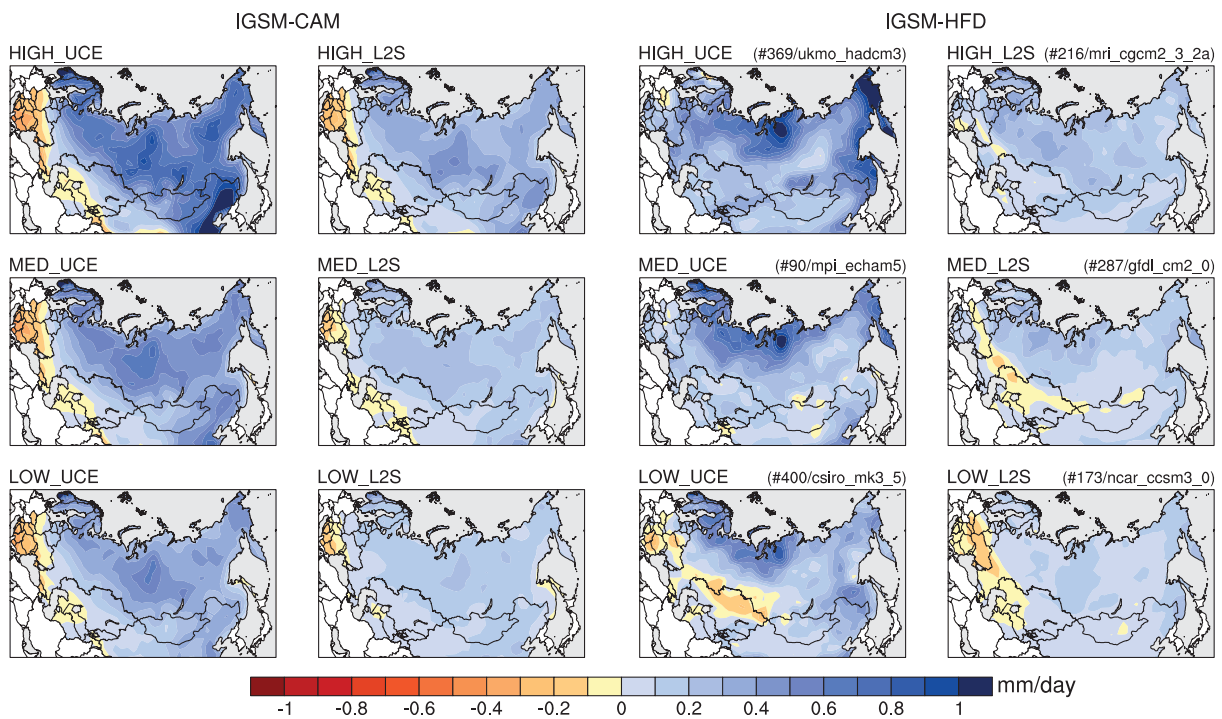 IGSM-CAM IGSM-HFD
HIGH_UCE HIGH_L2S HIGH_UCE (#369/ukmo_hadcm3) HIGH_L2S (#216/mri_cgcm2_3_2a)
MED_UCE MED_L2S MED_UCE (#90/mpi_echam5) MED_L2S (#287/gfdl_cm2_0)
LOW_UCE LOW_L2S LOW_UCE (#400/csiro_mk3_5) LOW_L2S (#173/ncar_ccsm3_0)
mm/day
-1 -0.8 -0.6 -0.4 -0.2 0 0.2 0.4 0.6 0.8 1